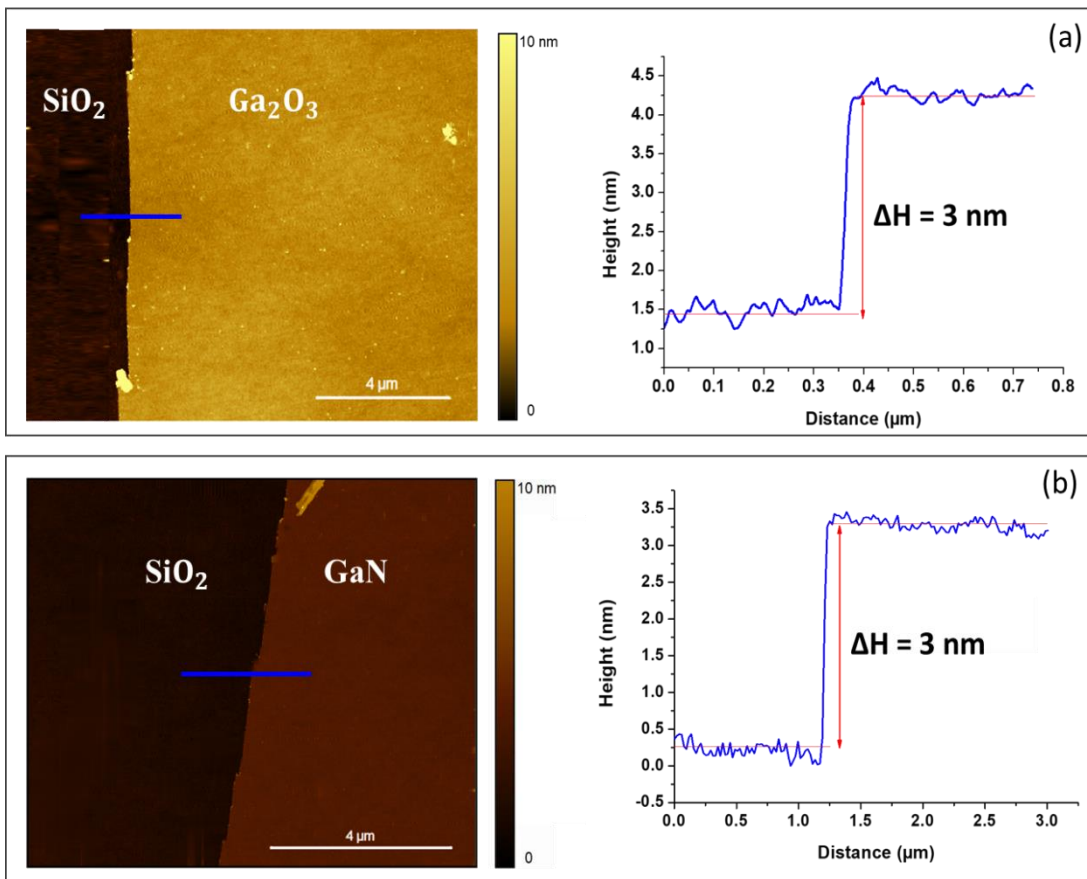 (a)
SiO₂
Ga₂O₃
10 nm
0
4 µm
4.5
4.0
3.5
3.0
2.5
2.0
1.5
1.0
Height (nm)
ΔH = 3 nm
0.0 0.1 0.2 0.3 0.4 0.5 0.6 0.7 0.8
Distance (µm)
(b)
SiO₂
GaN
10 nm
0
4 µm
3.5
3.0
2.5
2.0
1.5
1.0
0.5
0.0
-0.5
Height (nm)
ΔH = 3 nm
0.0 0.5 1.0 1.5 2.0 2.5 3.0
Distance (µm)